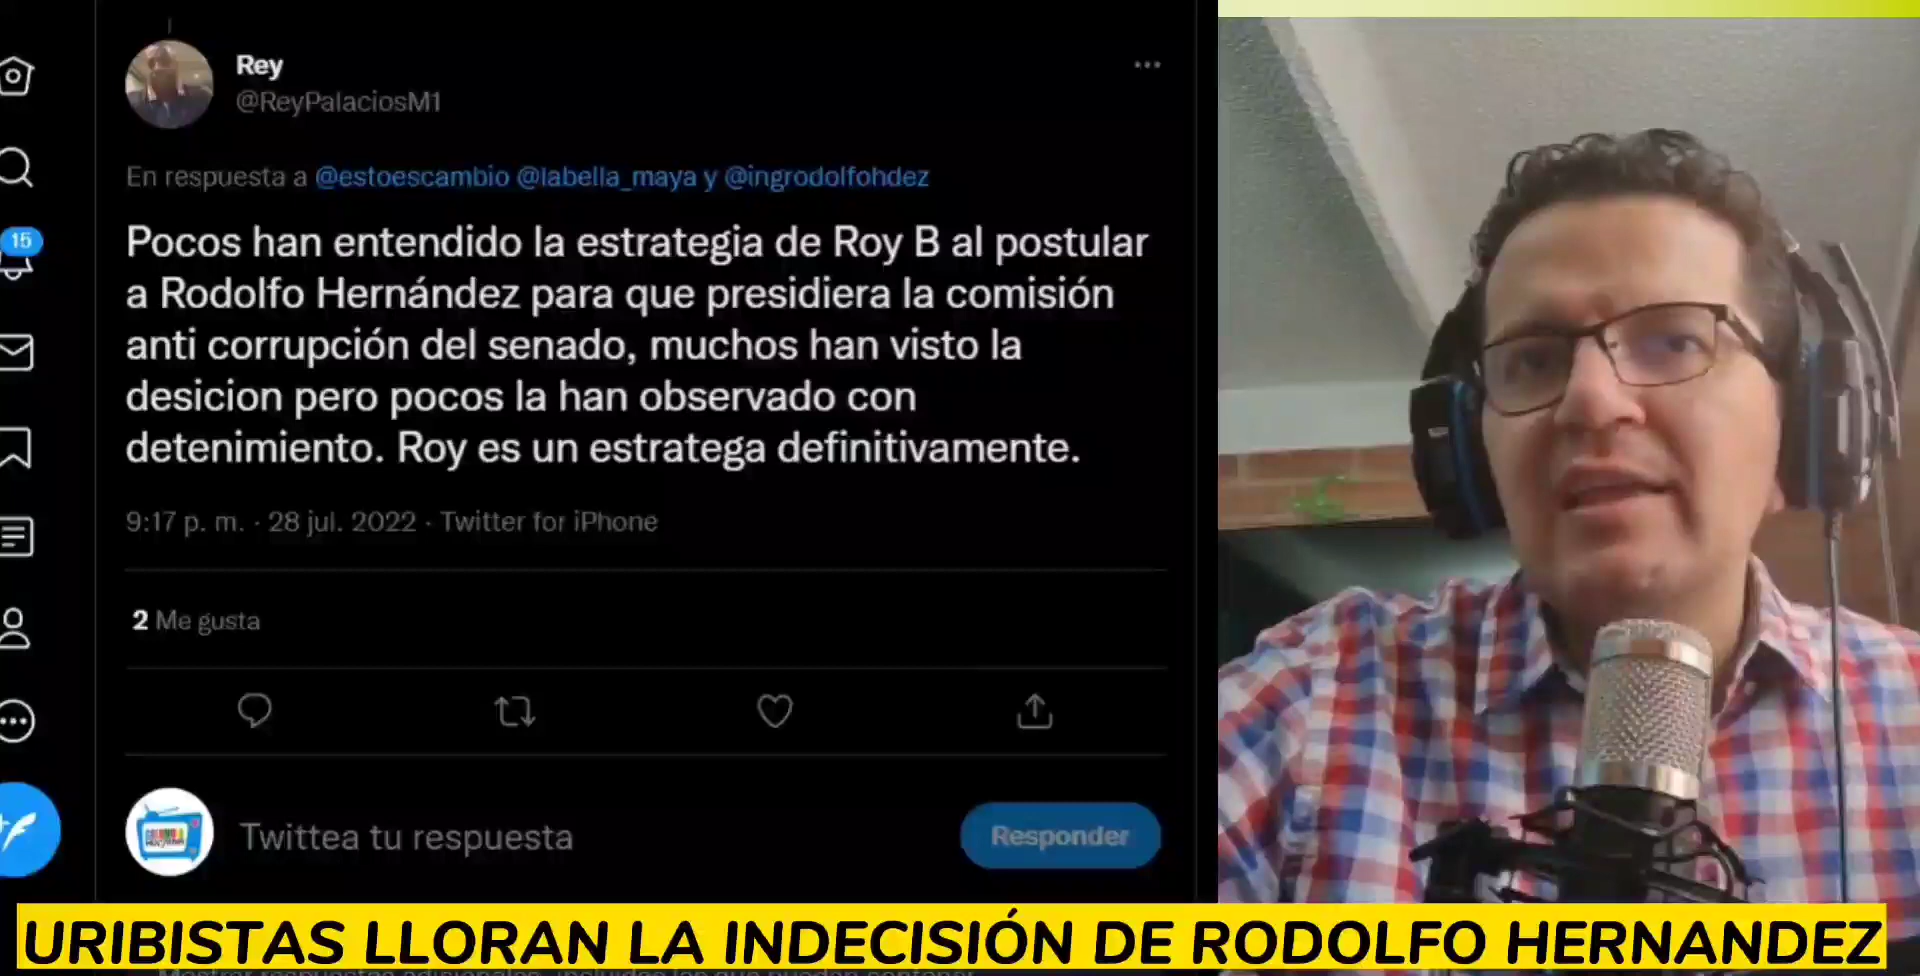 Rey
@ReyPalaciosM1
En respuesta a @estoescambio @labella_maya y @ingrodolfohdez
Pocos han entendido la estrategia de Roy B al postular
a Rodolfo Hernández para que presidiera la comisión
anti corrupción del senado, muchos han visto la
desicion pero pocos la han observado con
detenimiento. Roy es un estratega definitivamente.
15
9:17 p. m. · 28 jul. 2022 · Twitter for iPhone
2 Me gusta
Twittea tu respuesta
Responder
URIBISTAS LLORAN LA INDECISIÓN DE RODOLFO HERNANDEZ